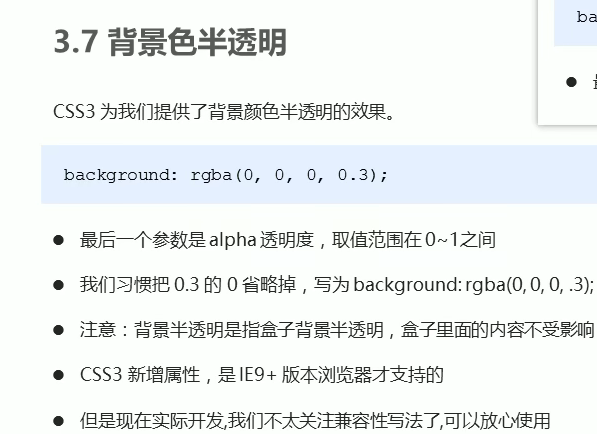 3.7 背景色半透明
ba
CSS3 为我们提供了背景颜色半透明的效果。
background: rgba(0, 0, 0, 0.3);
● 最后一个参数是 alpha 透明度，取值范围在 0~1之间
● 我们习惯把 0.3 的 0 省略掉，写为 background: rgba(0, 0, 0, .3);
● 注意：背景半透明是指盒子背景半透明，盒子里面的内容不受影响
● CSS3 新增属性，是 IE9+ 版本浏览器才支持的
● 但是现在实际开发,我们不太关注兼容性写法了,可以放心使用